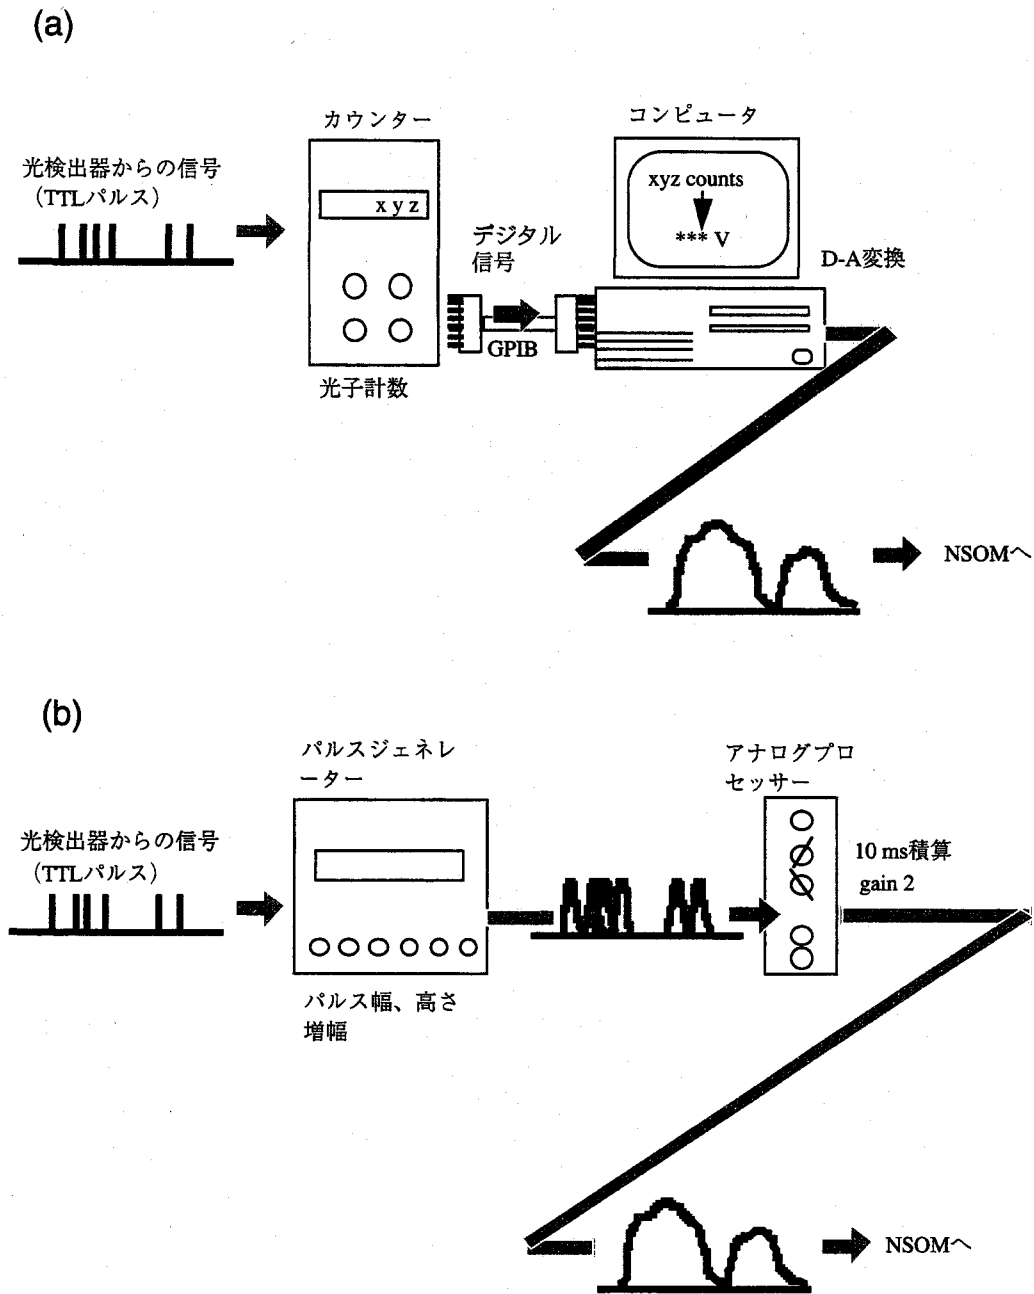 (a)
カウンター
コンピュータ
光検出器からの信号
(TTLパルス)
xyz counts
x y z
*** V
デジタル
信号
D-A変換
GPIB
光子計数
NSOMへ
(b)
パルスジェネレ
ーター
アナログプロ
セッサー
光検出器からの信号
(TTLパルス)
10 ms積算
gain 2
パルス幅、高さ
増幅
NSOMへ